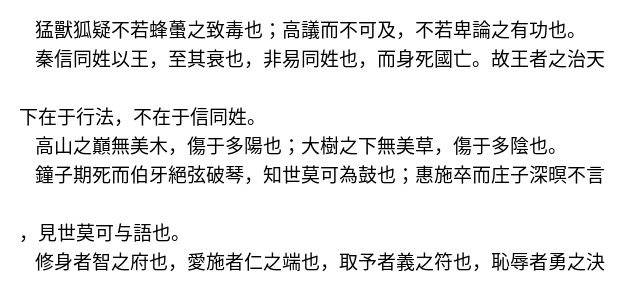 猛獸狐疑不若蜂蠆之致毒也；高議而不可及，不若卑論之有功也。
秦信同姓以王，至其衰也，非易同姓也，而身死國亡。故王者之治天
下在于行法，不在于信同姓。
高山之巔無美木，傷于多陽也；大樹之下無美草，傷于多陰也。
鐘子期死而伯牙絕弦破琴，知世莫可為鼓也；惠施卒而庄子深暝不言
，見世莫可与語也。
修身者智之府也，愛施者仁之端也，取予者義之符也，恥辱者勇之決